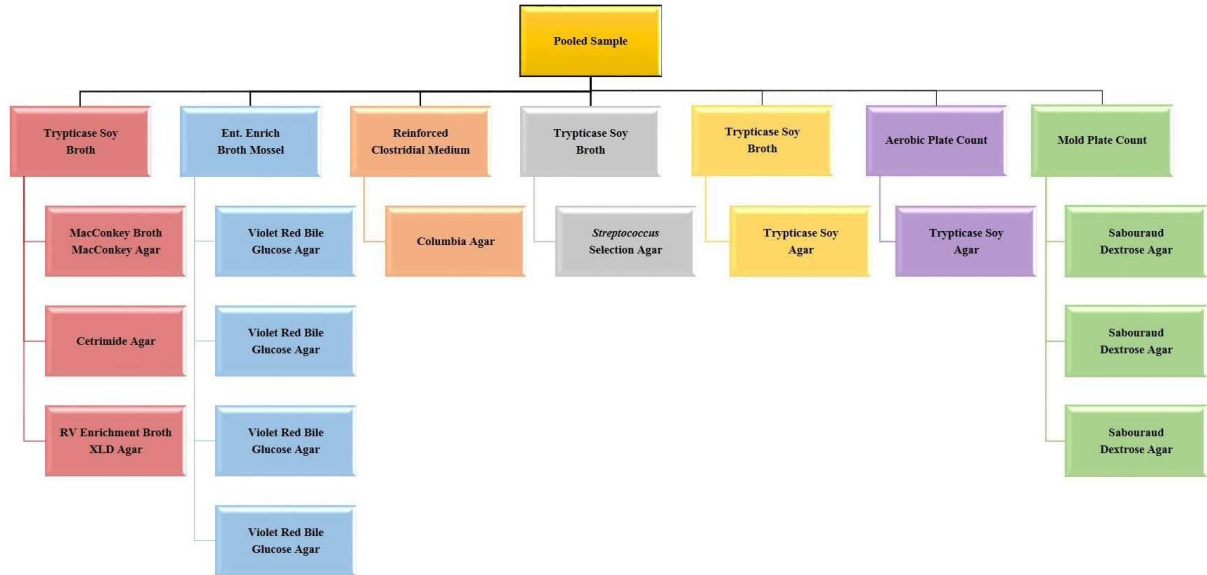 Pooled Sample
Trypticase Soy
Broth
Ent. Enrich
Broth Mossel
Reinforced
Clostridial Medium
Trypticase Soy
Broth
Trypticase Soy
Broth
Aerobic Plate Count
Mold Plate Count
MacConkey Broth
MacConkey Agar
Violet Red Bile
Glucose Agar
Columbia Agar
Streptococcus
Selection Agar
Trypticase Soy
Agar
Trypticase Soy
Agar
Sabouraud
Dextrose Agar
Cetrimide Agar
Violet Red Bile
Glucose Agar
Sabouraud
Dextrose Agar
RV Enrichment Broth
XLD Agar
Violet Red Bile
Glucose Agar
Sabouraud
Dextrose Agar
Violet Red Bile
Glucose Agar